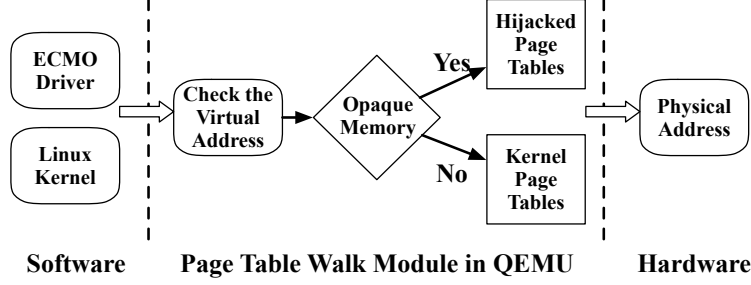 ECMO
Driver
Linux
Kernel
Check the
Virtual
Address
Opaque
Memory
Yes
No
Hijacked
Page
Tables
Kernel
Page
Tables
Physical
Address
Software
Page Table Walk Module in QEMU
Hardware